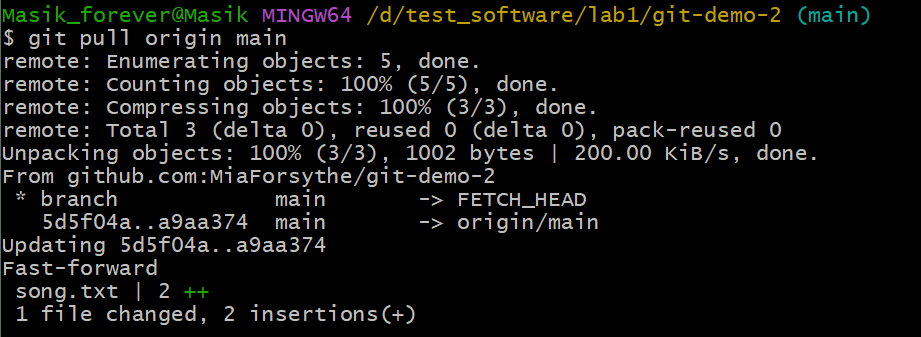 Masik_forever@Masik MINGW64 /d/test_software/lab1/git-demo-2 (main)
$ git pull origin main
remote: Enumerating objects: 5, done.
remote: Counting objects: 100% (5/5), done.
remote: Compressing objects: 100% (3/3), done.
remote: Total 3 (delta 0), reused 0 (delta 0), pack-reused 0
Unpacking objects: 100% (3/3), 1002 bytes | 200.00 KiB/s, done.
From github.com:MiaForsythe/git-demo-2
 * branch            main       -> FETCH_HEAD
   5d5f04a..a9aa374  main       -> origin/main
Updating 5d5f04a..a9aa374
Fast-forward
 song.txt | 2 ++
 1 file changed, 2 insertions(+)